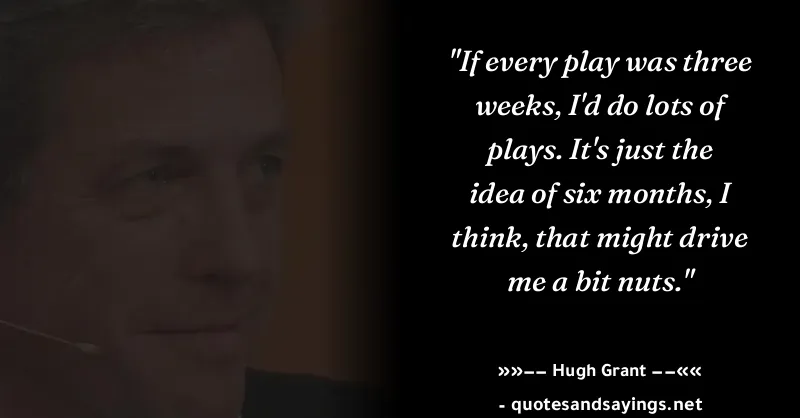 "If every play was three
weeks, I'd do lots of
plays. It's just the
idea of six months, I
think, that might drive
me a bit nuts."
»»—— Hugh Grant ——««
- quotesandsayings.net